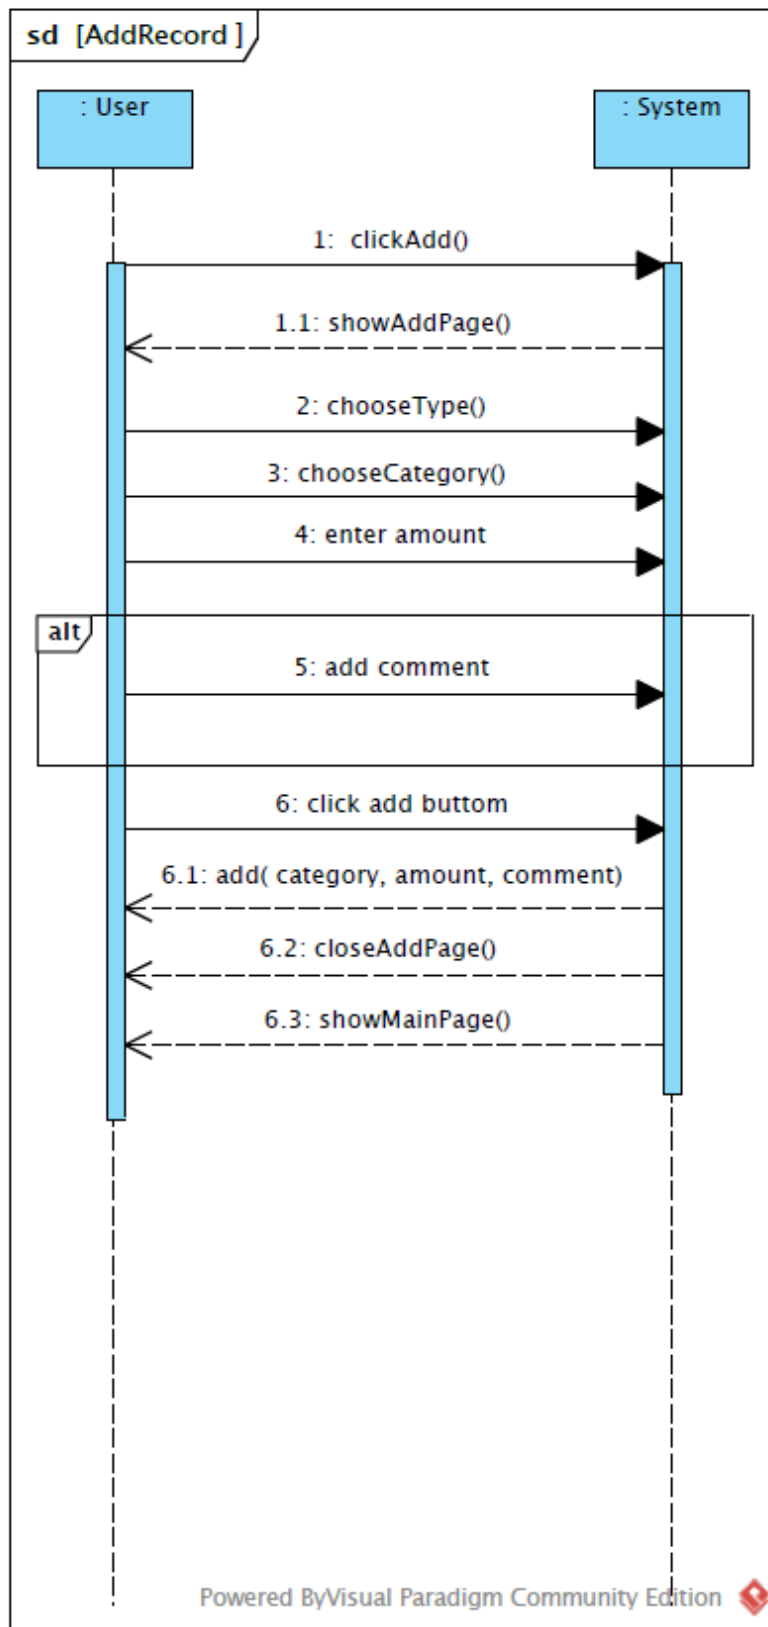 sd [AddRecord ]
: User
: System
1: clickAdd()
1.1: showAddPage()
2: chooseType()
3: chooseCategory()
4: enter amount
alt
5: add comment
6: click add buttom
6.1: add( category, amount, comment)
6.2: closeAddPage()
6.3: showMainPage()
Powered ByVisual Paradigm Community Edition